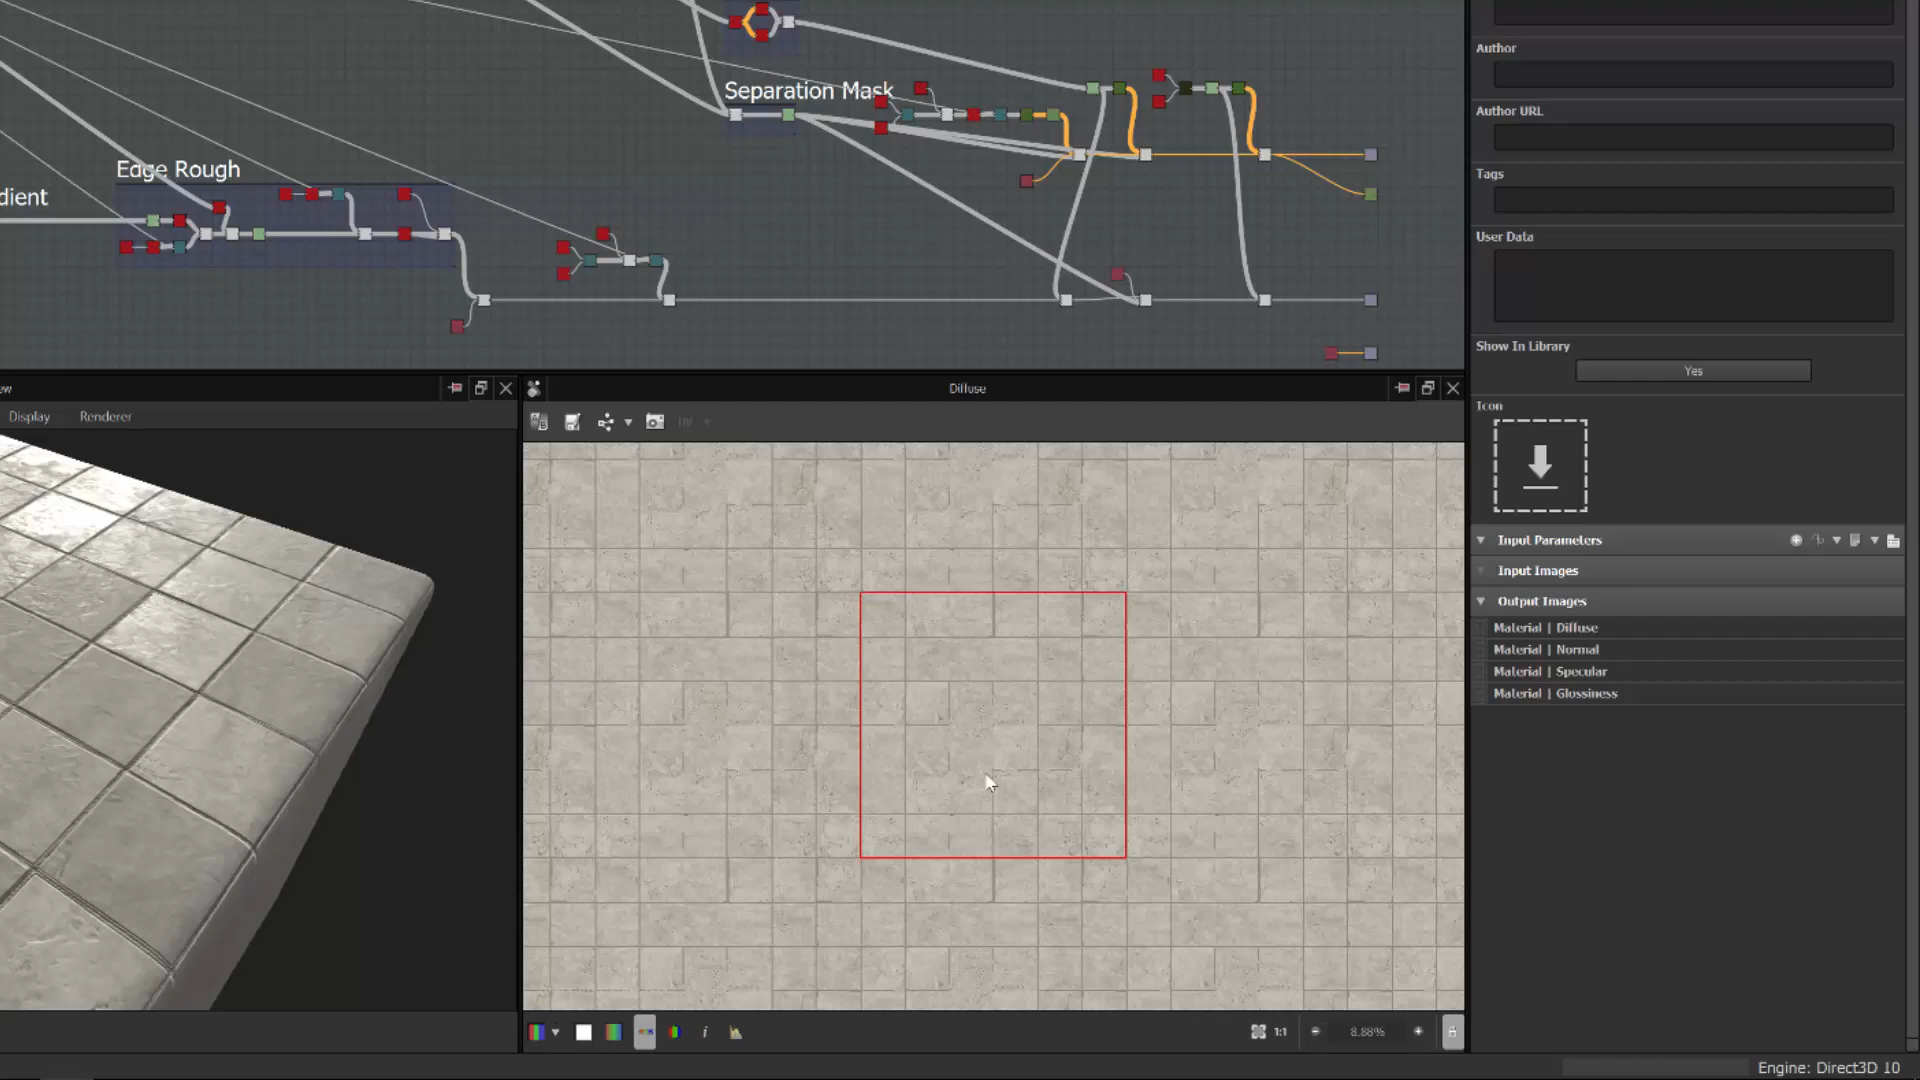 Author
Separation Mask
Author URL
Edge Rough
Tags
dient
User Data
Show In Library
Yes
ew
Diffuse
Icon
Display
Renderer
UV
Input Parameters
Input Images
Output Images
Material | Diffuse
Material | Normal
Material | Specular
Material | Glossiness
i
1:1
8.88%
Engine: Direct3D 10